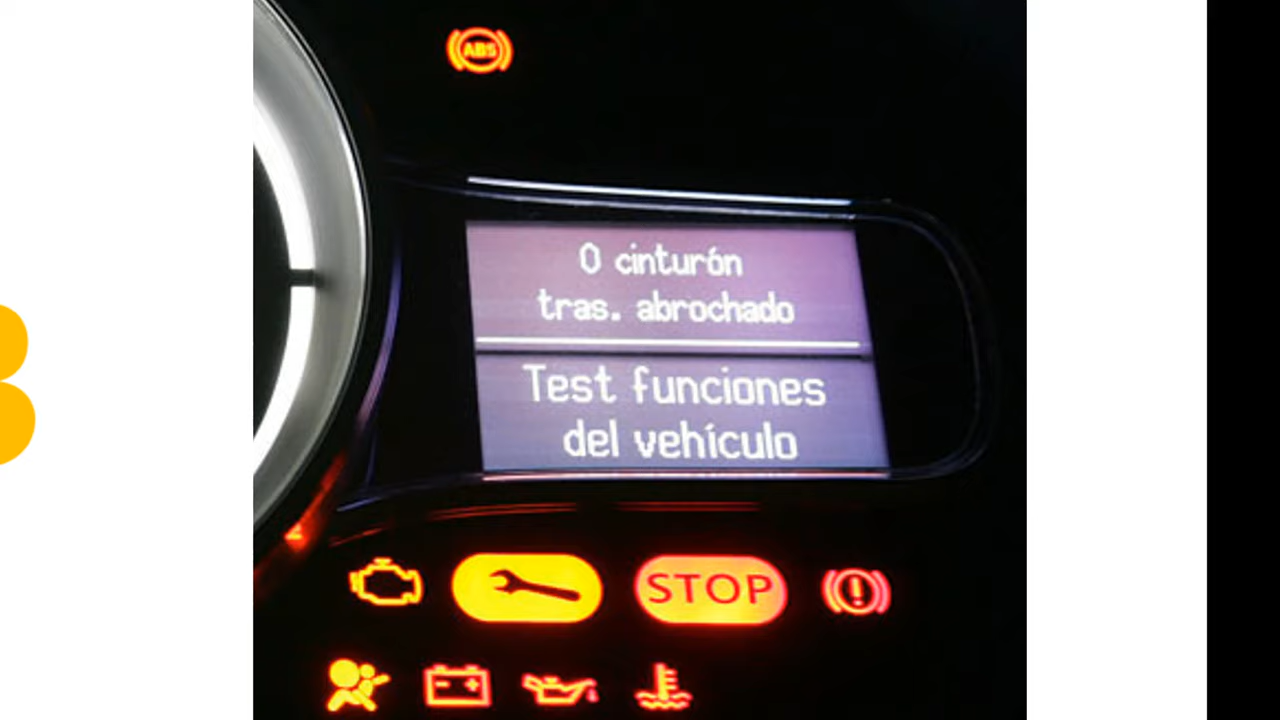 ABS
0 cinturón
tras. abrochado
Test funciones
del vehículo
STOP